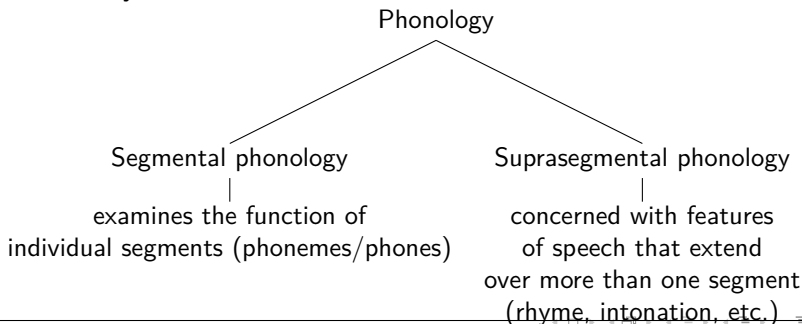 Phonology
Segmental phonology
examines the function of
individual segments (phonemes/phones)
Suprasegmental phonology
concerned with features
of speech that extend
over more than one segment
(rhyme, intonation, etc.)